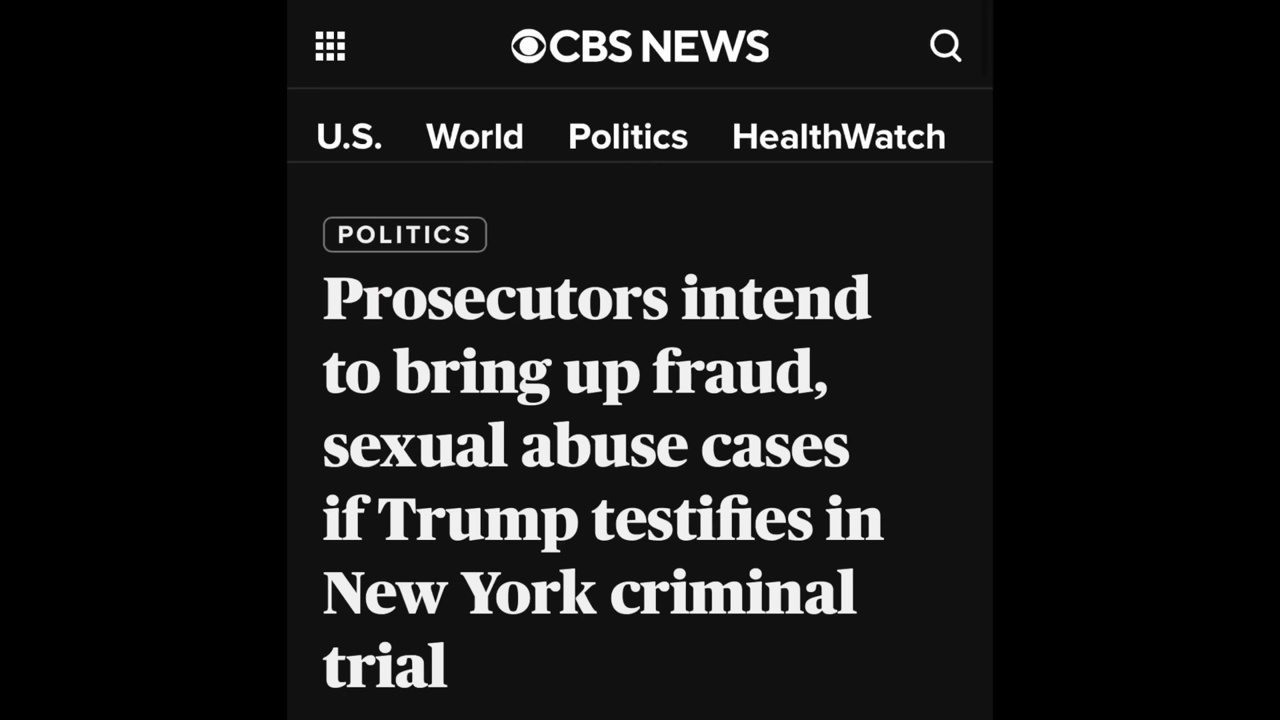 CBS NEWS
U.S. World Politics HealthWatch
POLITICS
Prosecutors intend
to bring up fraud,
sexual abuse cases
if Trump testifies in
New York criminal
trial